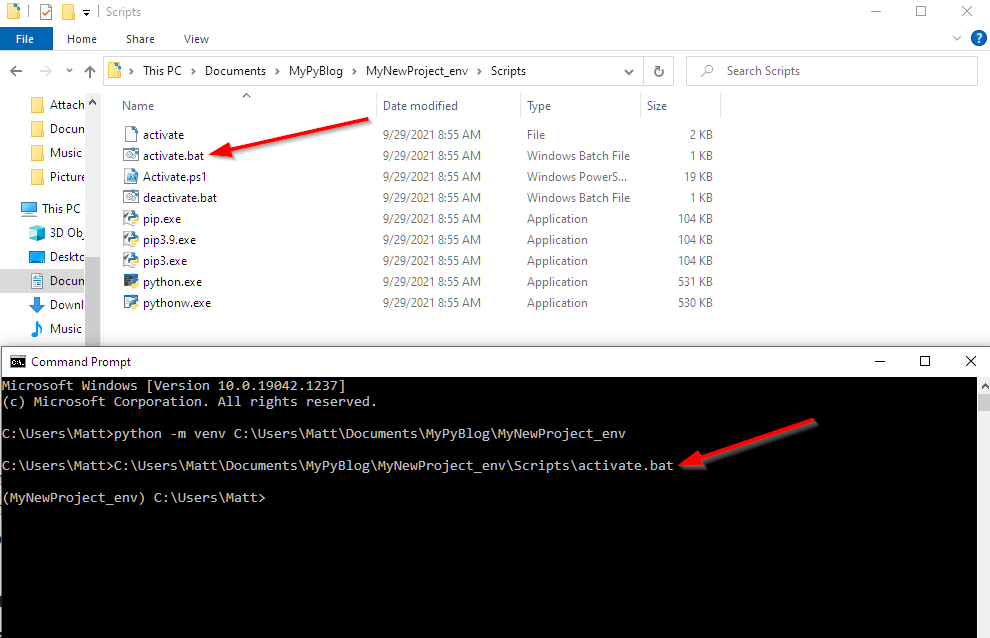 Scripts
File Home Share View
This PC > Documents > MyPyBlog > MyNewProject_env > Scripts
Search Scripts
Attach
Docun
Music
Picture
This PC
3D Obj
Deskto
Docun
Downl
Music
Name Date modified Type Size
activate 9/29/2021 8:55 AM File 2 KB
activate.bat 9/29/2021 8:55 AM Windows Batch File 1 KB
Activate.ps1 9/29/2021 8:55 AM Windows PowerS... 19 KB
deactivate.bat 9/29/2021 8:55 AM Windows Batch File 1 KB
pip.exe 9/29/2021 8:55 AM Application 104 KB
pip3.9.exe 9/29/2021 8:55 AM Application 104 KB
pip3.exe 9/29/2021 8:55 AM Application 104 KB
python.exe 9/29/2021 8:55 AM Application 531 KB
pythonw.exe 9/29/2021 8:55 AM Application 530 KB
Command Prompt
Microsoft Windows [Version 10.0.19042.1237]
(c) Microsoft Corporation. All rights reserved.
C:\Users\Matt>python -m venv C:\Users\Matt\Documents\MyPyBlog\MyNewProject_env
C:\Users\Matt>C:\Users\Matt\Documents\MyPyBlog\MyNewProject_env\Scripts\activate.bat
(MyNewProject_env) C:\Users\Matt>